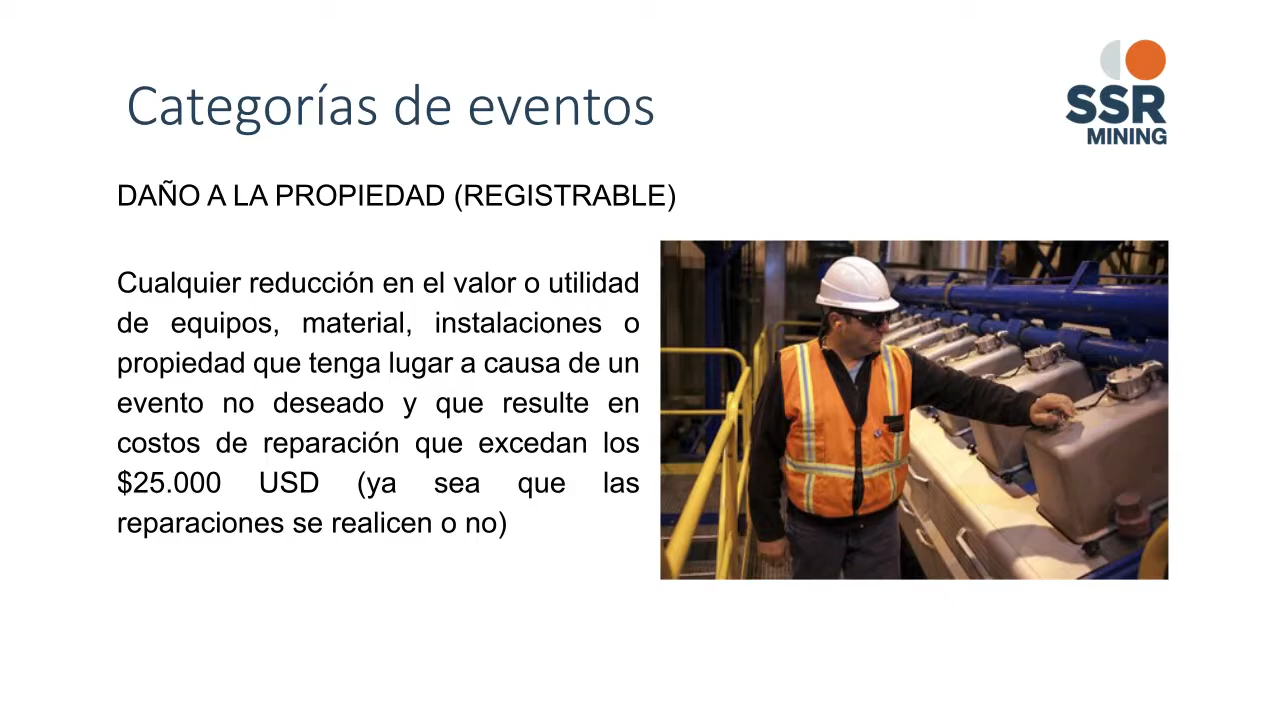 Categorías de eventos
SSR
MINING
DAÑO A LA PROPIEDAD (REGISTRABLE)
Cualquier reducción en el valor o utilidad
de equipos, material, instalaciones o
propiedad que tenga lugar a causa de un
evento no deseado y que resulte en
costos de reparación que excedan los
$25.000 USD (ya sea que las
reparaciones se realicen o no)